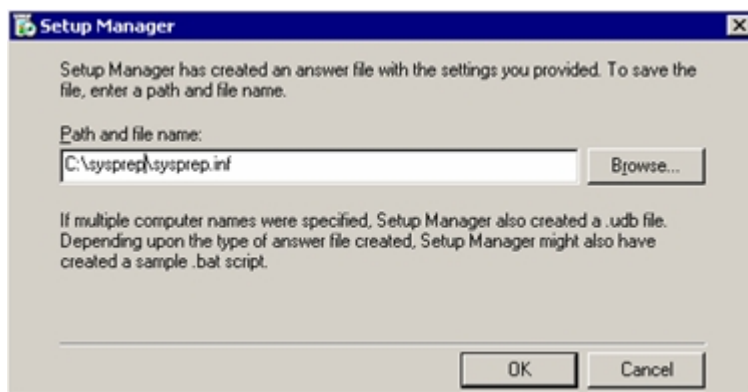 Setup Manager
Setup Manager has created an answer file with the settings you provided. To save the
file, enter a path and file name.
Path and file name:
C:\sysprep\sysprep.inf
Browse...
If multiple computer names were specified, Setup Manager also created a .udb file.
Depending upon the type of answer file created, Setup Manager might also have
created a sample .bat script.
OK
Cancel